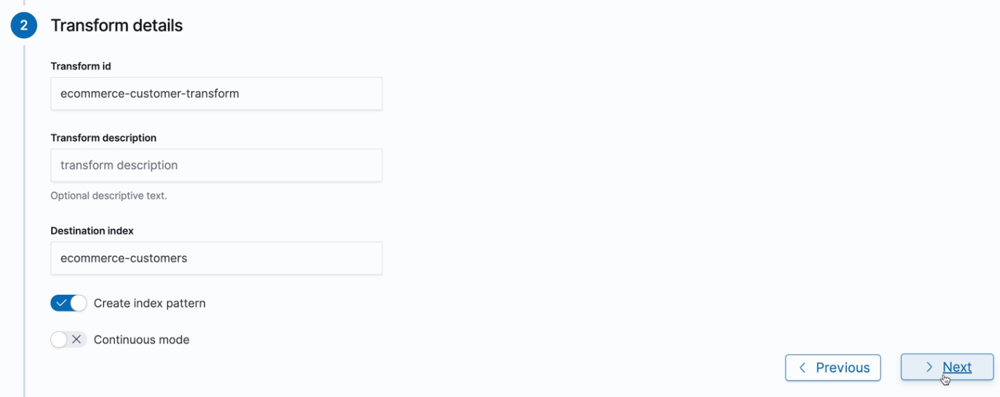 2 Transform details
Transform id
ecommerce-customer-transform
Transform description
transform description
Optional descriptive text.
Destination index
ecommerce-customers
Create index pattern
Continuous mode
Previous Next